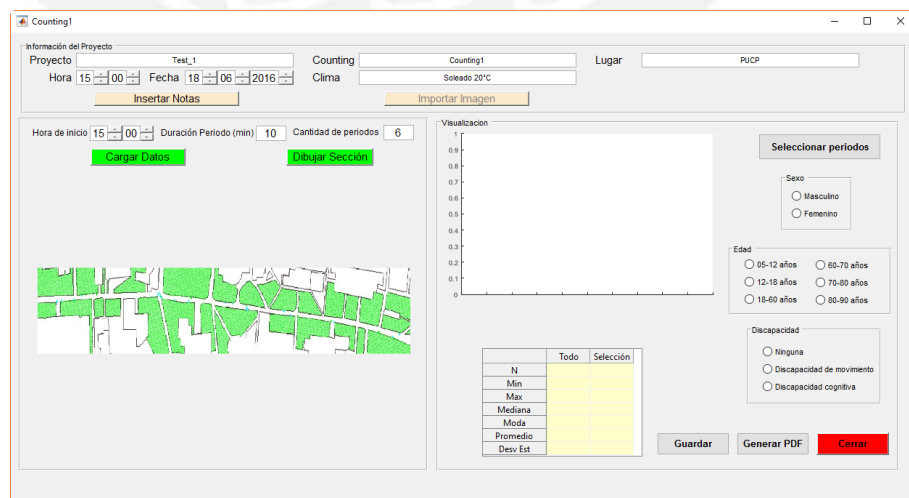 Counting1
Información del Proyecto
Proyecto Test_1 Counting Counting1 Lugar PUCP
Hora 15 00 Fecha 18 06 2016 Clima Soleado 20°C
Insertar Notas Importar Imagen
Hora de inicio 15 00 Duración Periodo (min) 10 Cantidad de periodos 6
Cargar Datos Dibujar Sección
Visualizacion
1
0.9
0.8
0.7
0.6
0.5
0.4
0.3
0.2
0.1
0
Seleccionar periodos
Sexo
Masculino
Femenino
Edad
05-12 años 60-70 años
12-18 años 70-80 años
18-60 años 80-90 años
Discapacidad
Ninguna
Discapacidad de movimiento
Discapacidad cognitiva
Todo Selección
N
Min
Max
Mediana
Moda
Promedio
Desv Est
Guardar Generar PDF Cerrar